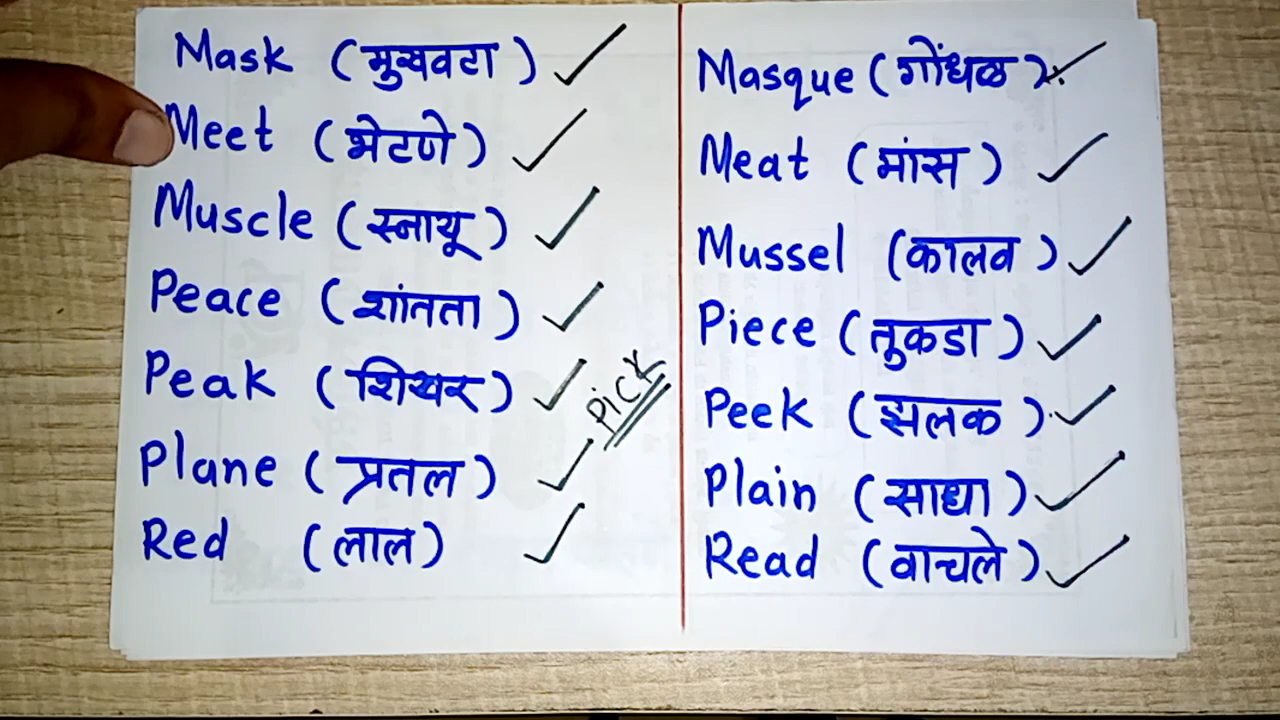 Mask (मुखवटा)
Meet (भेटणे)
Muscle (स्नायू)
Peace (शांतता)
Peak (शिखर)
PICK
Plane (प्रतल)
Red (लाल)
Masque (गोंधळ)
Meat (मांस)
Mussel (कालव)
Piece (तुकडा)
Peek (झलक)
Plain (साधा)
Read (वाचले)